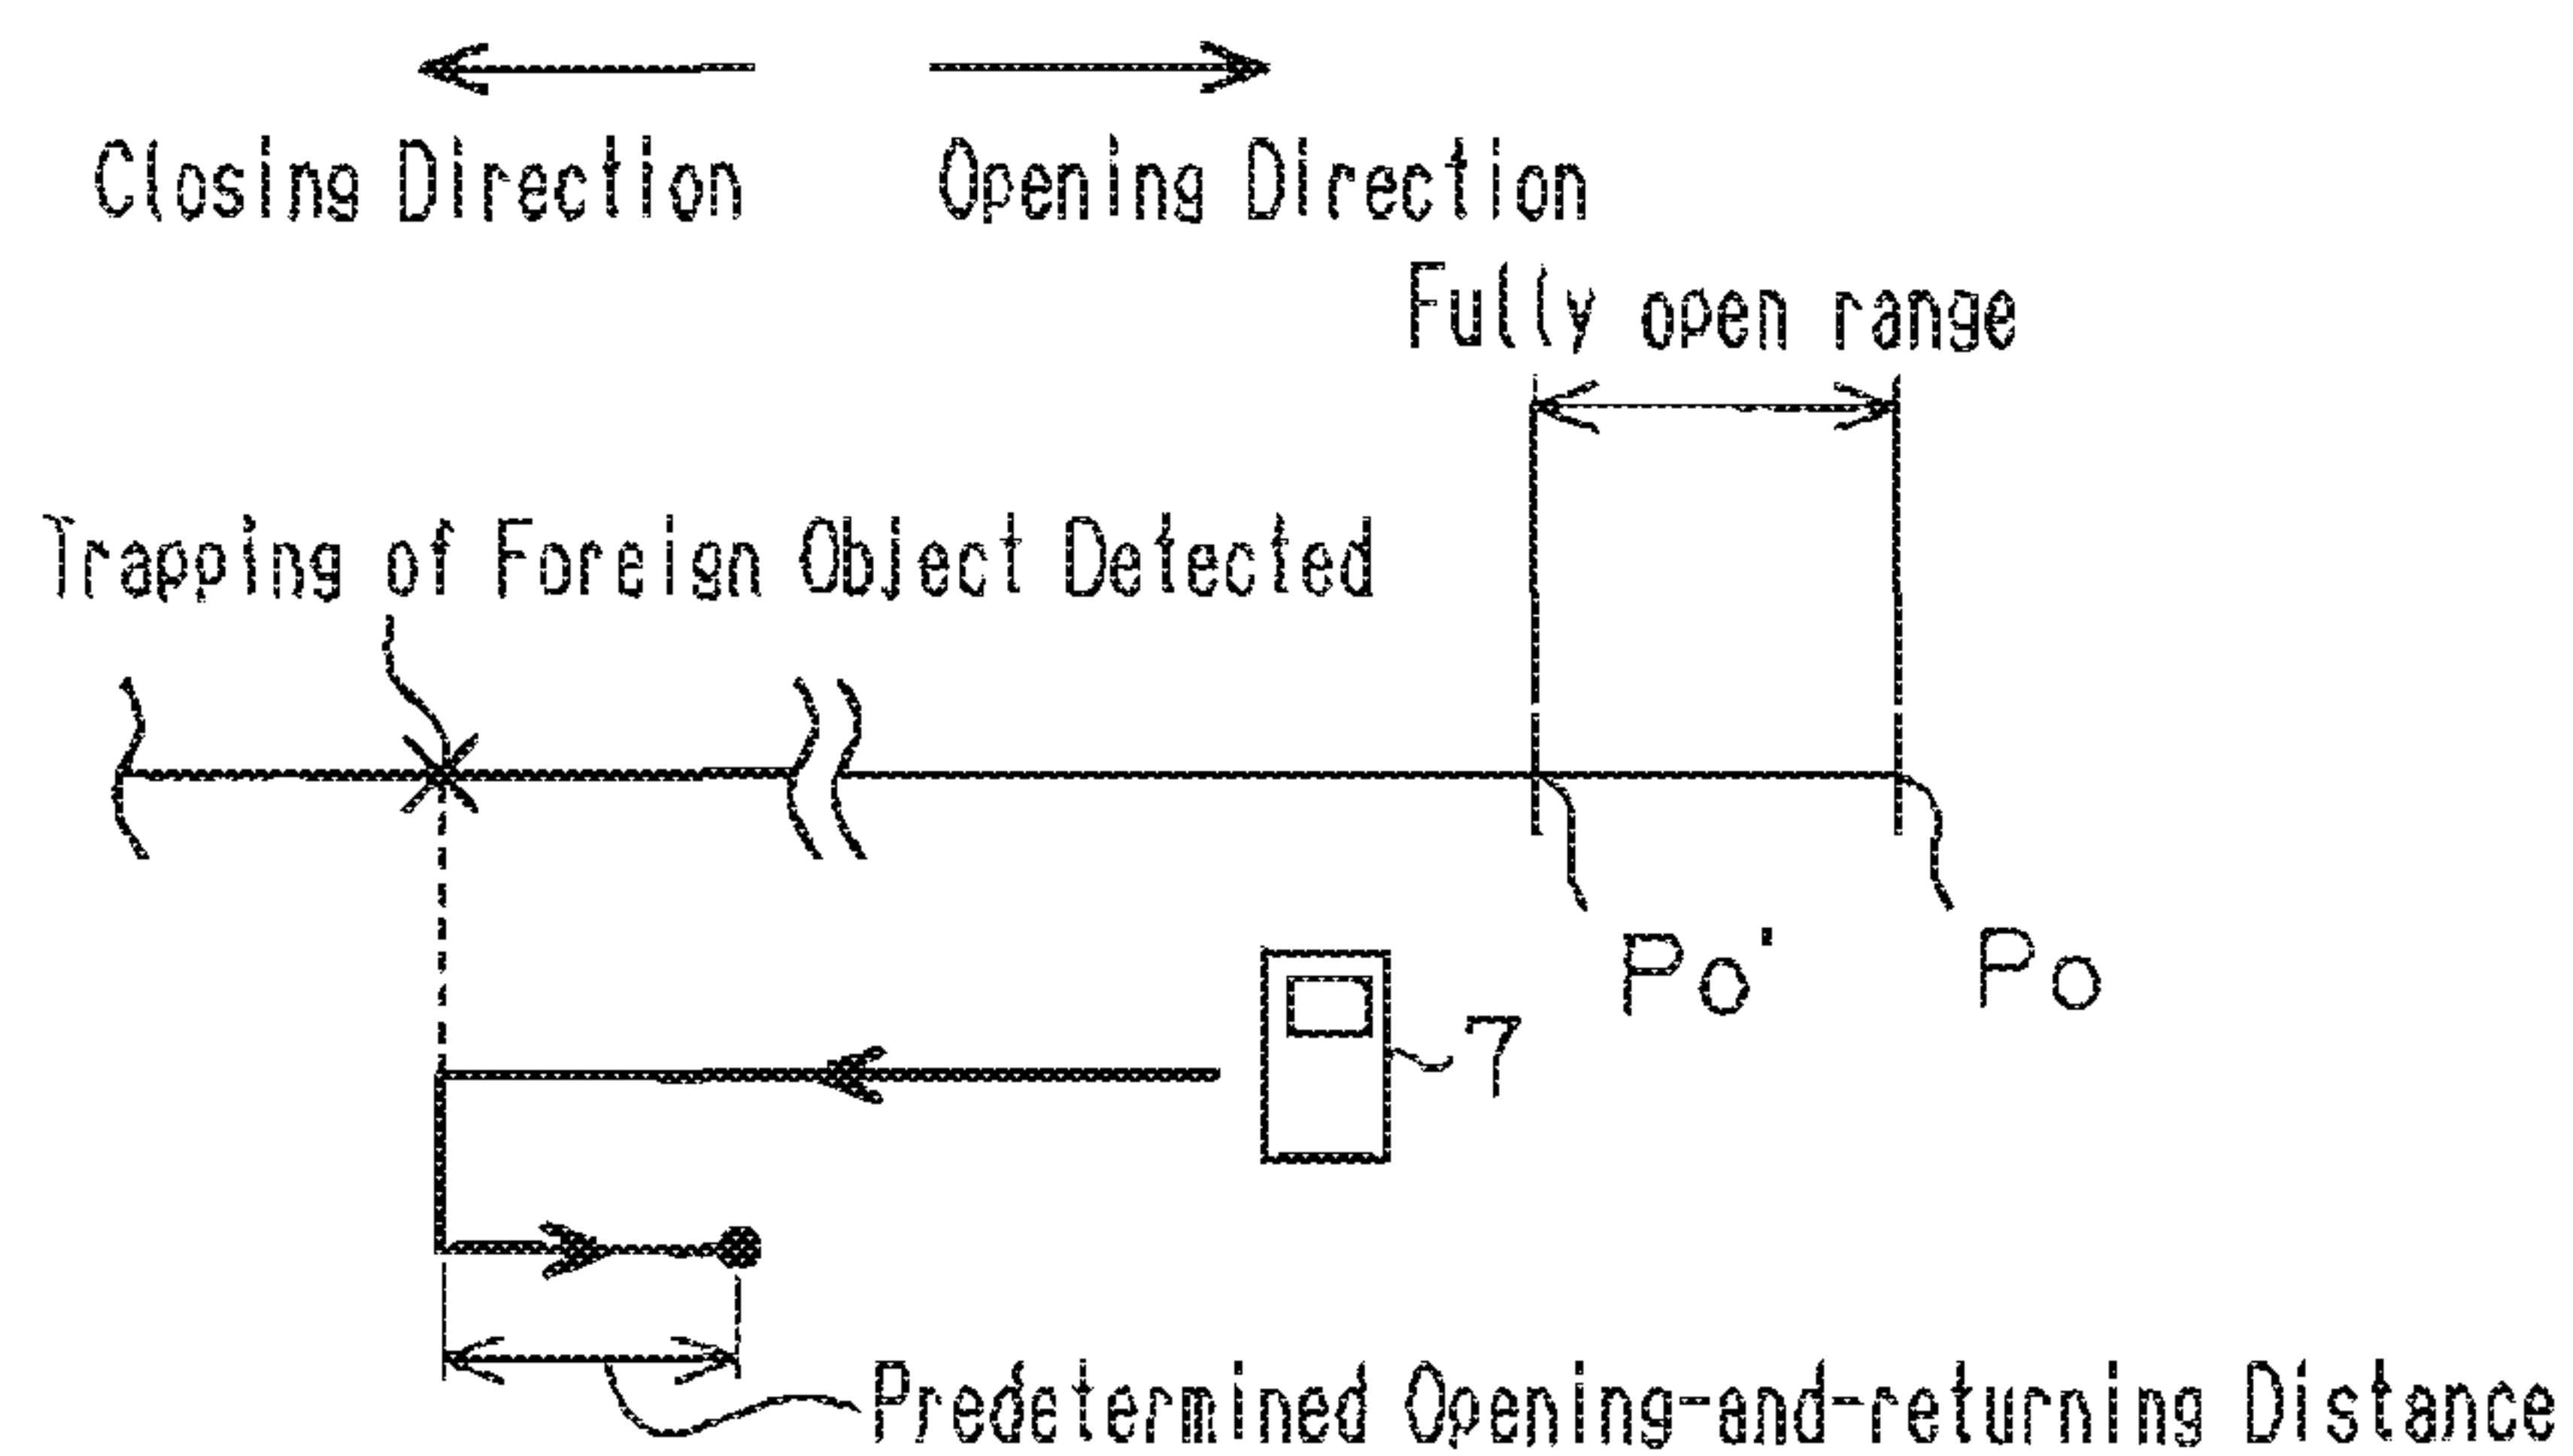 Closing Direction
Opening Direction
Fully open range
Trapping of Foreign Object Detected
Po'
Po
7
Predetermined Opening-and-returning Distance